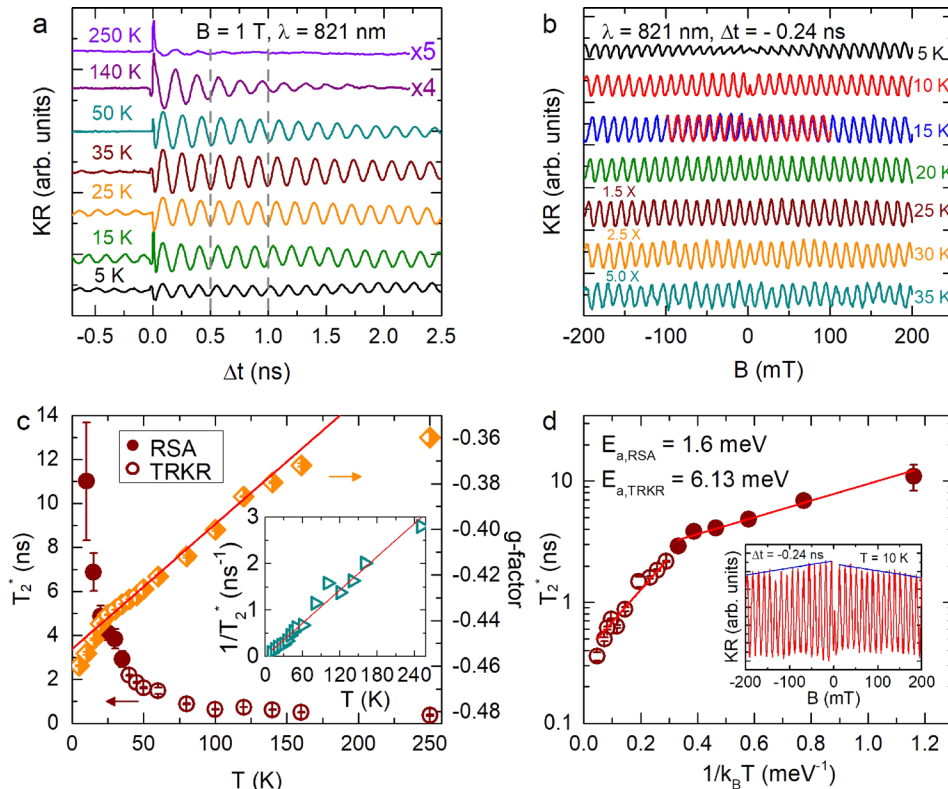 a
B = 1 T, λ = 821 nm
250 K
x5
140 K
x4
50 K
35 K
25 K
15 K
5 K
KR (arb. units)
-0.5 0.0 0.5 1.0 1.5 2.0 2.5
Δt (ns)
b
λ = 821 nm, Δt = - 0.24 ns
5 K
10 K
15 K
20 K
1.5 X
25 K
2.5 X
30 K
5.0 X
35 K
KR (arb. units)
-200 -100 0 100 200
B (mT)
c
RSA
TRKR
14
12
10
8
6
4
2
0
T2* (ns)
-0.36
-0.38
-0.40
-0.42
-0.44
-0.46
-0.48
g-factor
0 50 100 150 200 250
T (K)
3
2
1
0
1/T2* (ns-1)
0 60 120 180 240
T (K)
d
Ea,RSA = 1.6 meV
Ea,TRKR = 6.13 meV
10
1
0.1
T2* (ns)
0.0 0.2 0.4 0.6 0.8 1.0 1.2
1/kBT (meV-1)
Δt = -0.24 ns T = 10 K
KR (arb. units)
-200 -100 0 100 200
B (mT)